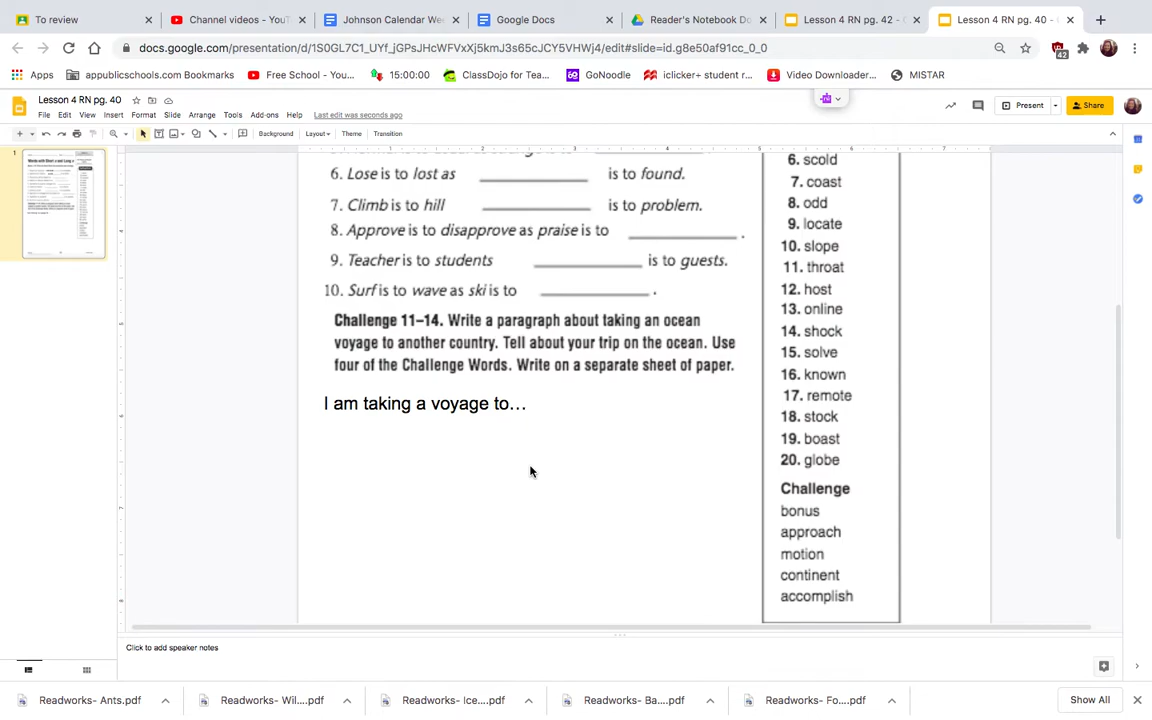 To review
Channel videos - YouT
Johnson Calendar Wee
Google Docs
Reader's Notebook Do
Lesson 4 RN pg. 42 - G
Lesson 4 RN pg. 40 - G
docs.google.com/presentation/d/1S0GL7C1_UYf_jGPsJHcWFVxXj5kmJ3s65cJCY5VHWj4/edit#slide=id.g8e50af91cc_0_0
42
Apps
appublicschools.com Bookmarks
Free School - You...
15:00:00
ClassDojo for Tea...
GoNoodle
iclicker+ student r...
Video Downloader...
MISTAR
Lesson 4 RN pg. 40
File Edit View Insert Format Slide Arrange Tools Add-ons Help Last edit was seconds ago
Present
Share
Background Layout Theme Transition
1
6. Lose is to lost as ____________ is to found.
7. Climb is to hill ____________ is to problem.
8. Approve is to disapprove as praise is to ____________ .
9. Teacher is to students ____________ is to guests.
10. Surf is to wave as ski is to ____________ .
Challenge 11–14. Write a paragraph about taking an ocean
voyage to another country. Tell about your trip on the ocean. Use
four of the Challenge Words. Write on a separate sheet of paper.
I am taking a voyage to…
6. scold
7. coast
8. odd
9. locate
10. slope
11. throat
12. host
13. online
14. shock
15. solve
16. known
17. remote
18. stock
19. boast
20. globe
Challenge
bonus
approach
motion
continent
accomplish
Click to add speaker notes
Readworks- Ants.pdf
Readworks- Wil....pdf
Readworks- Ice....pdf
Readworks- Ba....pdf
Readworks- Fo....pdf
Show All